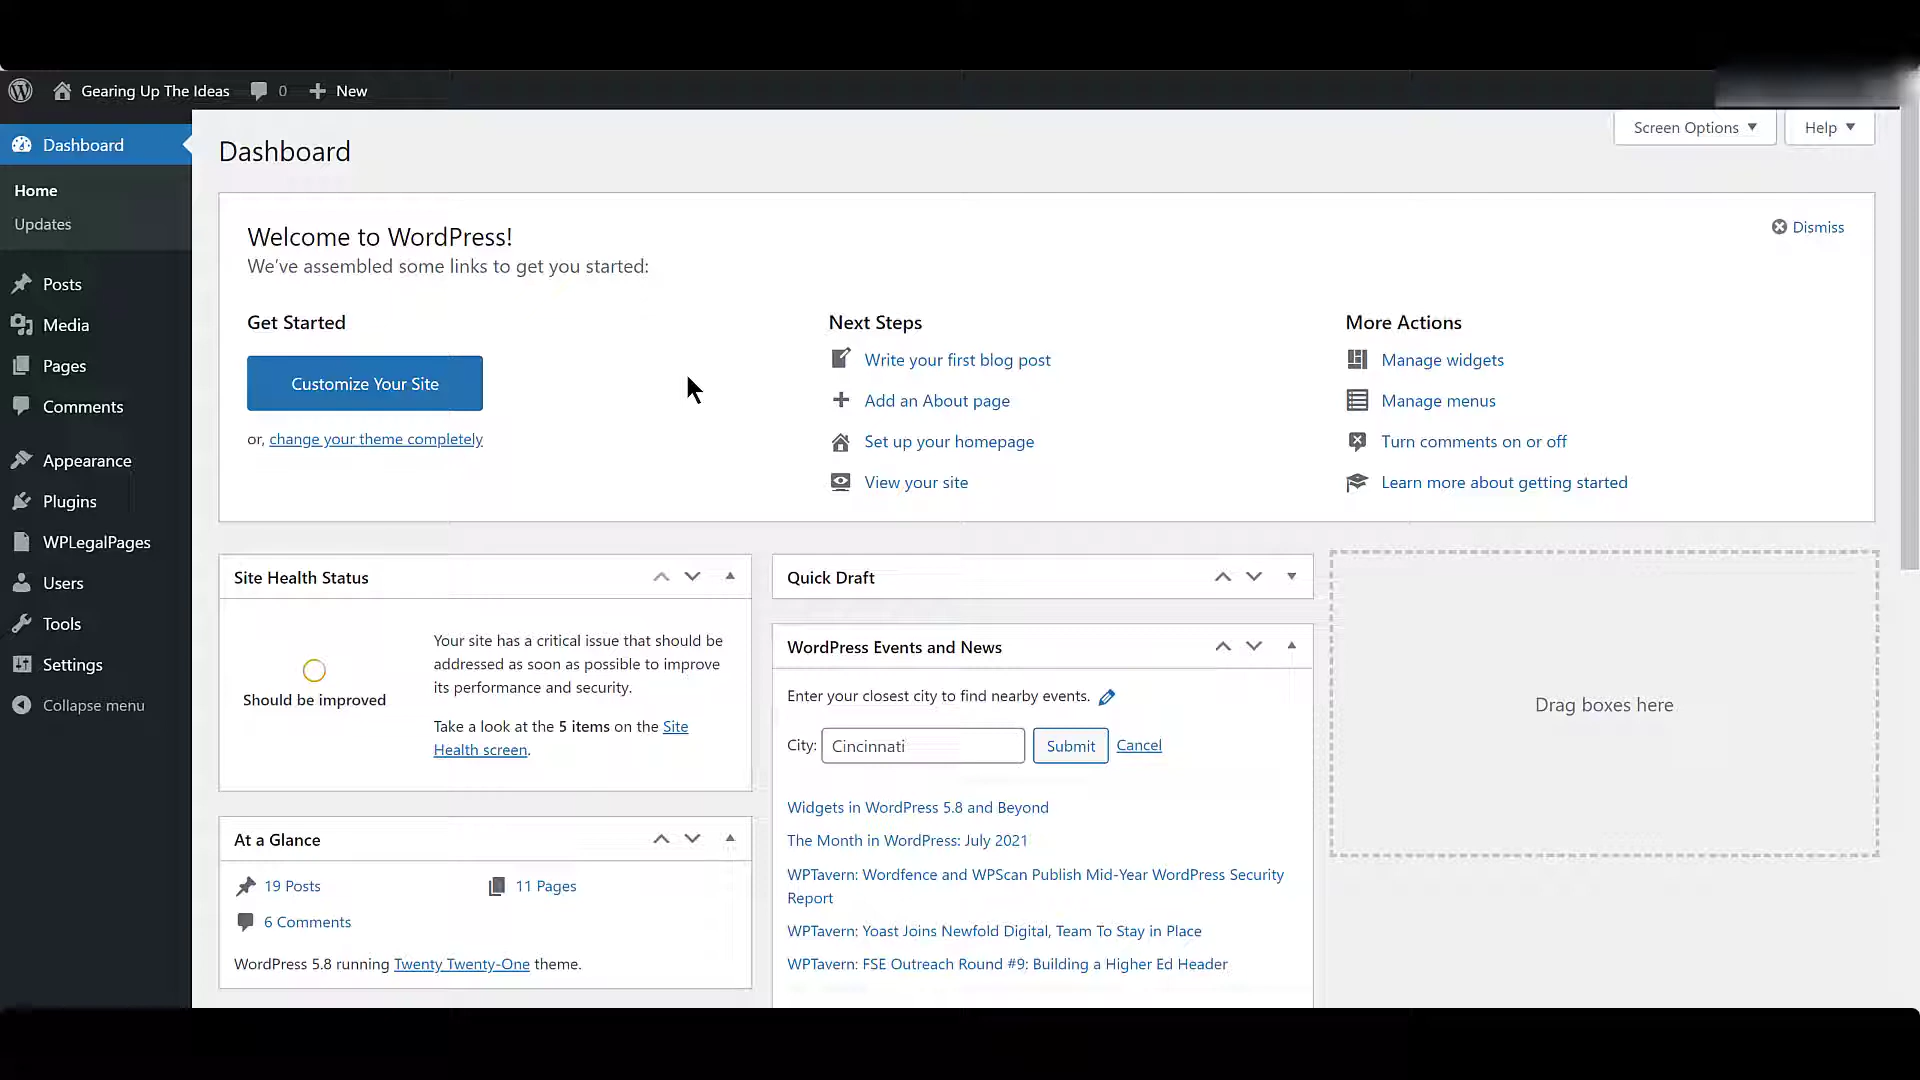 Gearing Up The Ideas 0 New
Dashboard
Home
Updates
Posts
Media
Pages
Comments
Appearance
Plugins
WPLegalPages
Users
Tools
Settings
Collapse menu
Dashboard
Screen Options
Help
Welcome to WordPress!
We've assembled some links to get you started:
Dismiss
Get Started
Customize Your Site
or, change your theme completely
Next Steps
Write your first blog post
Add an About page
Set up your homepage
View your site
More Actions
Manage widgets
Manage menus
Turn comments on or off
Learn more about getting started
Site Health Status
Should be improved
Your site has a critical issue that should be
addressed as soon as possible to improve
its performance and security.
Take a look at the 5 items on the Site
Health screen.
At a Glance
19 Posts
11 Pages
6 Comments
WordPress 5.8 running Twenty Twenty-One theme.
Quick Draft
WordPress Events and News
Enter your closest city to find nearby events.
City: Cincinnati Submit Cancel
Widgets in WordPress 5.8 and Beyond
The Month in WordPress: July 2021
WPTavern: Wordfence and WPScan Publish Mid-Year WordPress Security
Report
WPTavern: Yoast Joins Newfold Digital, Team To Stay in Place
WPTavern: FSE Outreach Round #9: Building a Higher Ed Header
Drag boxes here